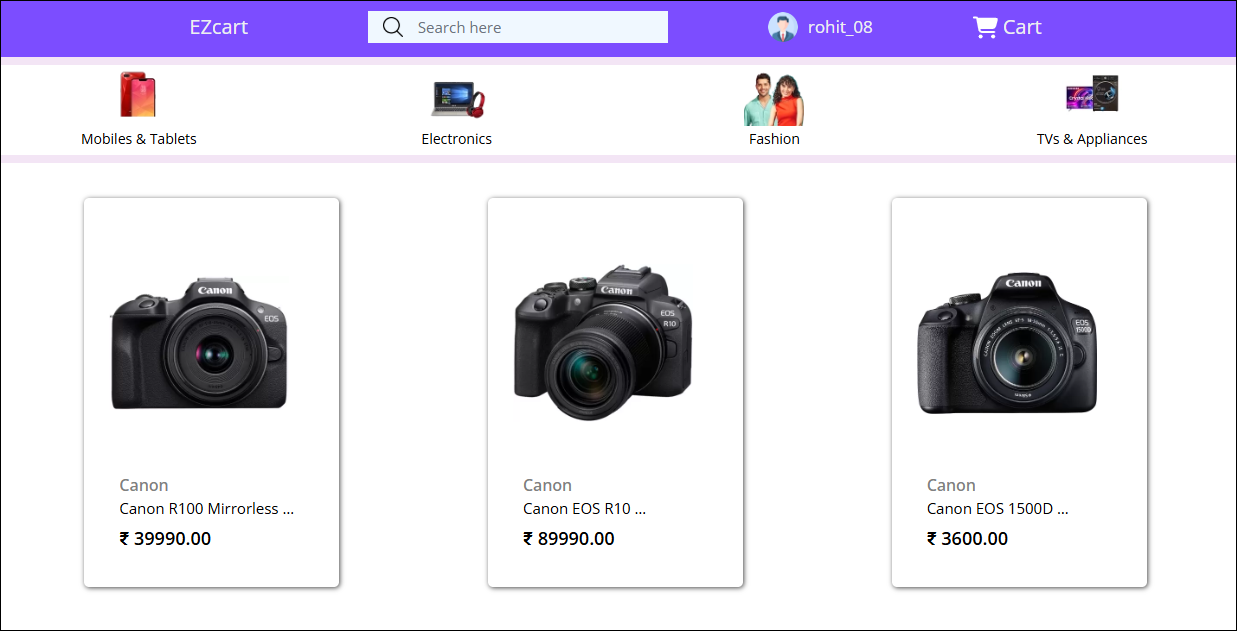 EZcart
Search here
rohit_08
Cart
Mobiles & Tablets
Electronics
Fashion
TVs & Appliances
Canon
EOS
Canon
EOS
R10
Canon
EOS
1500D
Canon
Canon R100 Mirrorless ...
₹ 39990.00
Canon
Canon EOS R10 ...
₹ 89990.00
Canon
Canon EOS 1500D ...
₹ 3600.00